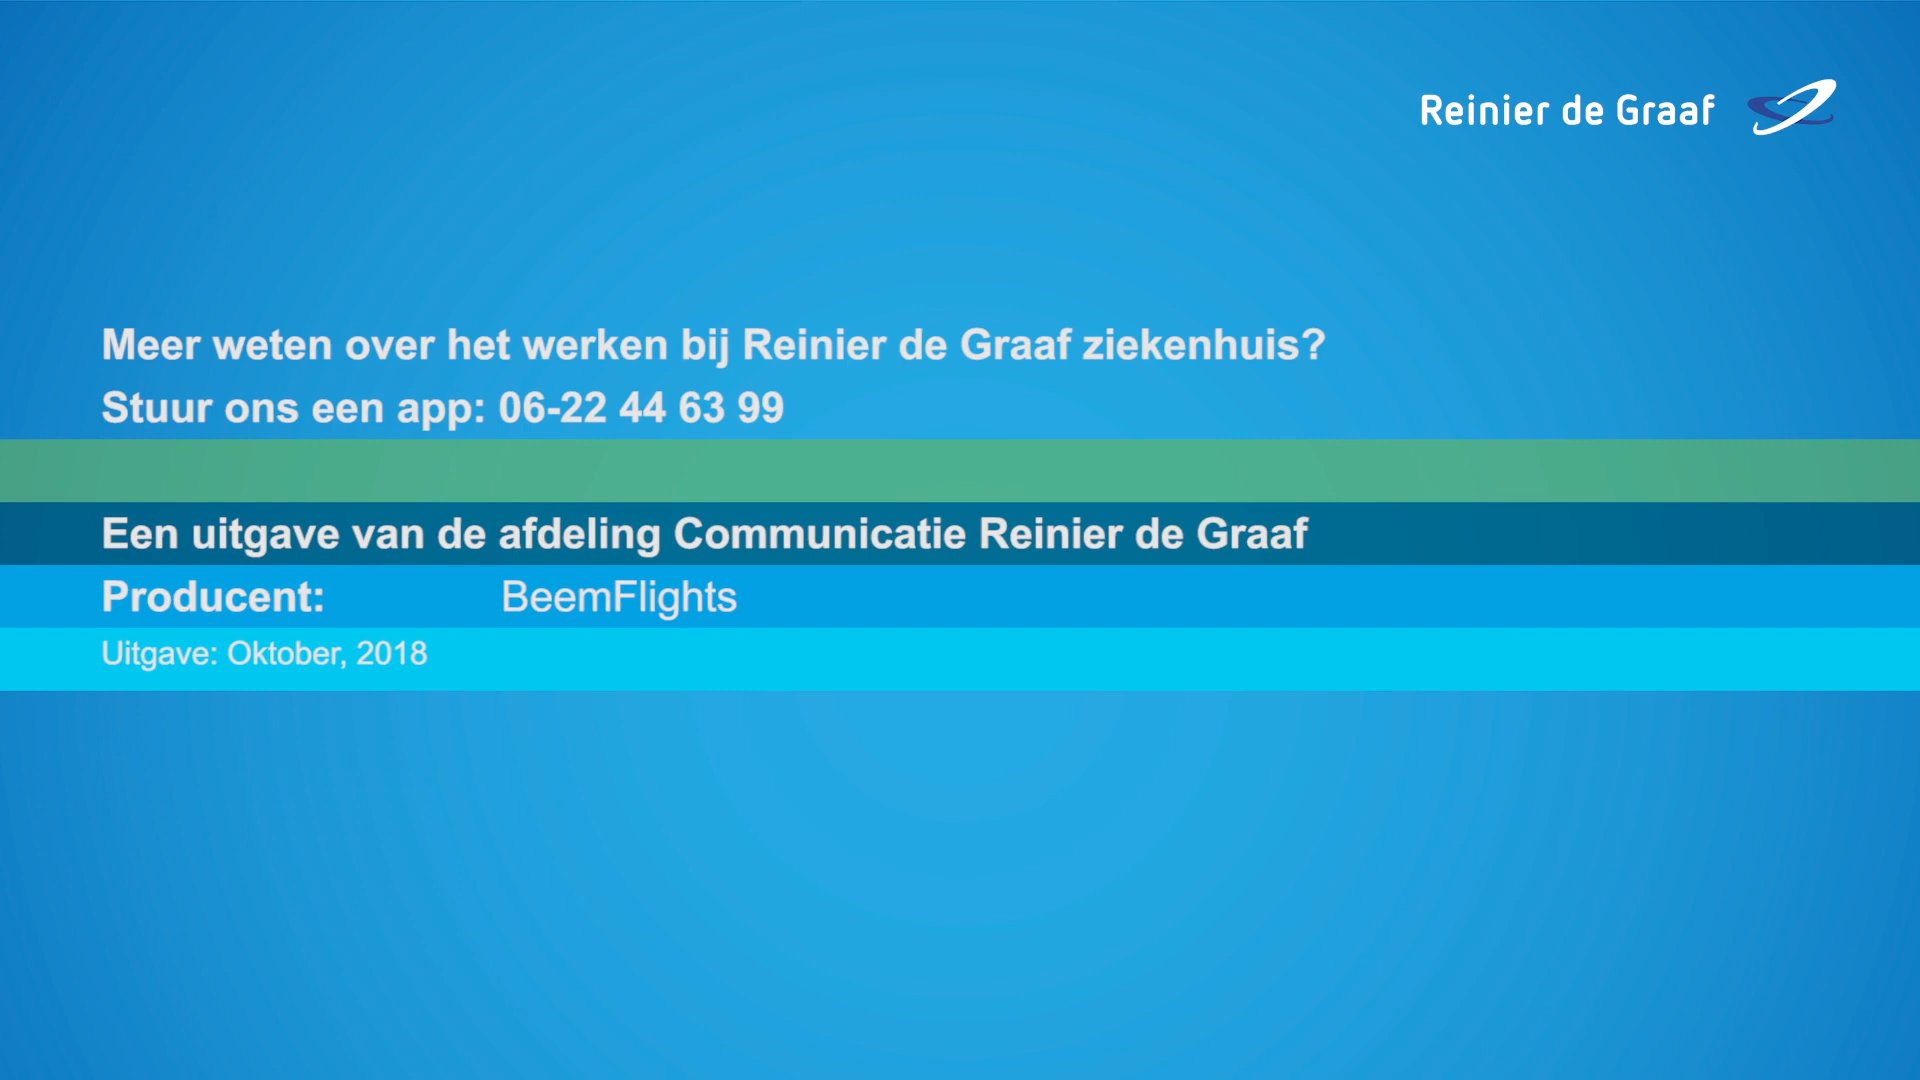 Reinier de Graaf
Meer weten over het werken bij Reinier de Graaf ziekenhuis?
Stuur ons een app: 06-22 44 63 99
Een uitgave van de afdeling Communicatie Reinier de Graaf
Producent: BeemFlights
Uitgave: Oktober, 2018